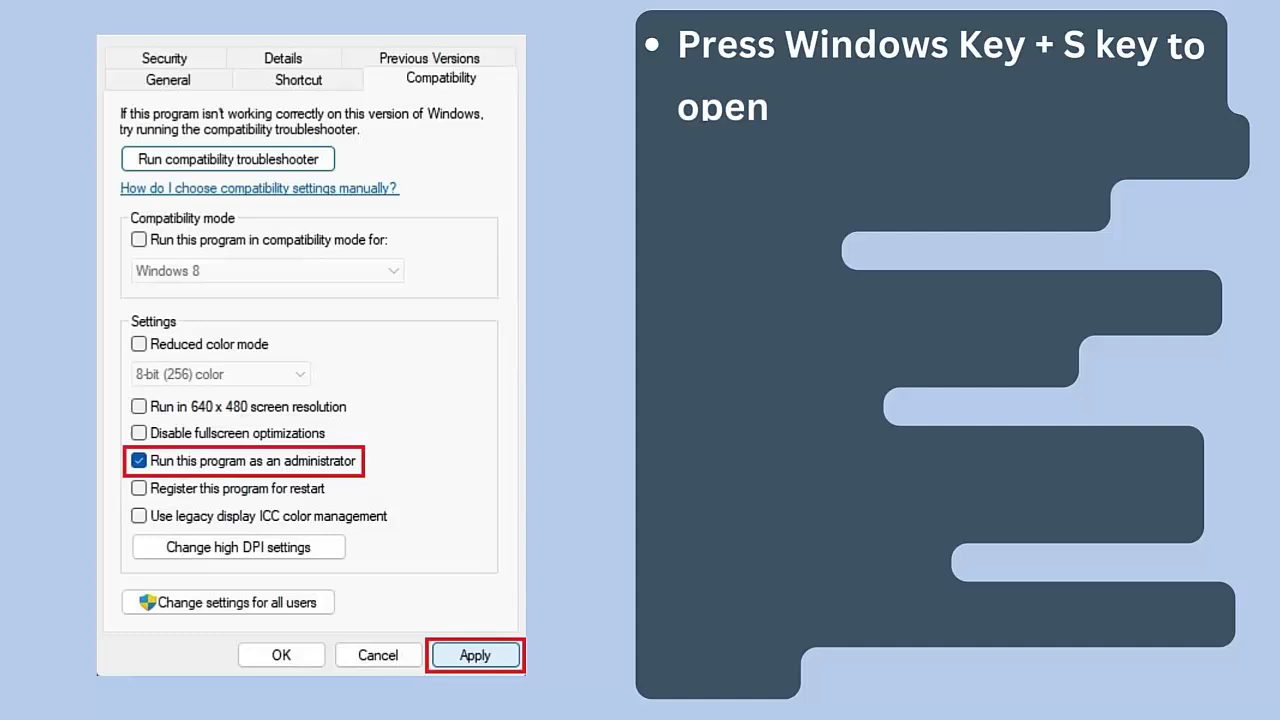 Security
Details
Previous Versions
General
Shortcut
Compatibility
If this program isn't working correctly on this version of Windows,
try running the compatibility troubleshooter.
Run compatibility troubleshooter
How do I choose compatibility settings manually?
Compatibility mode
Run this program in compatibility mode for:
Windows 8
Settings
Reduced color mode
8-bit (256) color
Run in 640 x 480 screen resolution
Disable fullscreen optimizations
Run this program as an administrator
Register this program for restart
Use legacy display ICC color management
Change high DPI settings
Change settings for all users
OK
Cancel
Apply
• Press Windows Key + S key to
open